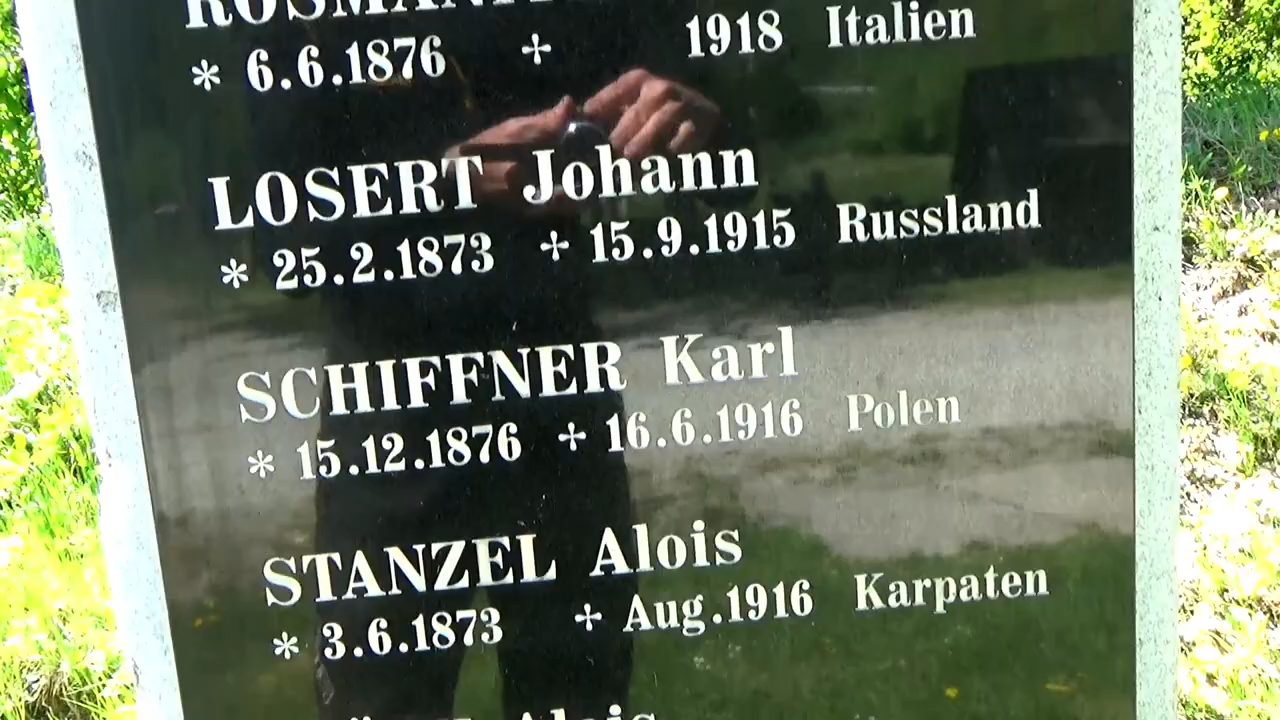 * 6.6.1876 + 1918 Italien
LOSERT Johann
* 25.2.1873 + 15.9.1915 Russland
SCHIFFNER Karl
* 15.12.1876 + 16.6.1916 Polen
STANZEL Alois
* 3.6.1873 + Aug.1916 Karpaten
Alois